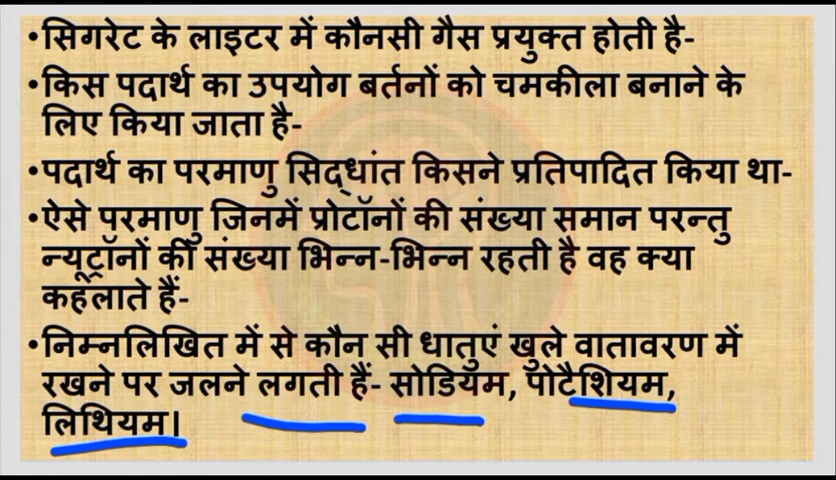 •सिगरेट के लाइटर में कौनसी गैस प्रयुक्त होती है-
•किस पदार्थ का उपयोग बर्तनों को चमकीला बनाने के
लिए किया जाता है-
•पदार्थ का परमाणु सिद्धांत किसने प्रतिपादित किया था-
•ऐसे परमाणु जिनमें प्रोटॉनों की संख्या समान परन्तु
न्यूट्रॉनों की संख्या भिन्न-भिन्न रहती है वह क्या
कहलाते हैं-
•निम्नलिखित में से कौन सी धातुएं खुले वातावरण में
रखने पर जलने लगती हैं- सोडियम, पोटैशियम,
लिथियम।